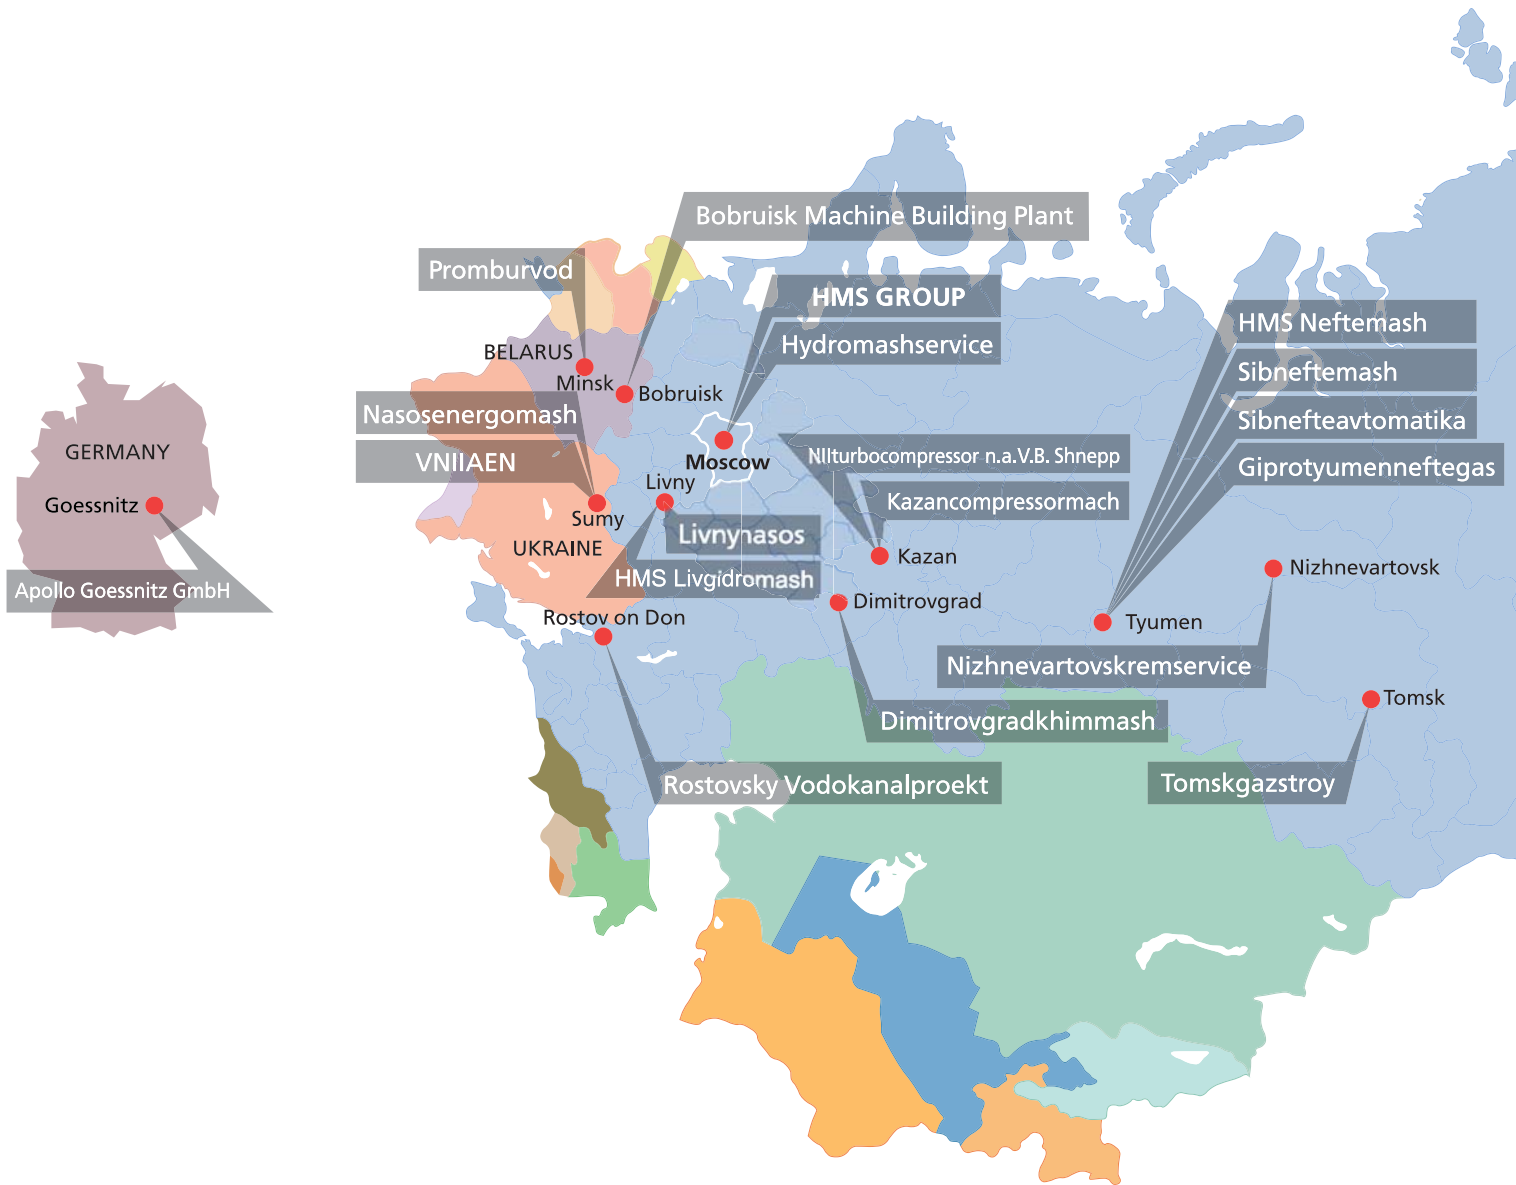 Bobruisk Machine Building Plant
Promburvod
HMS GROUP
Hydromashservice
HMS Neftemash
Sibneftemash
Sibnefteavtomatika
Giprotyumenneftegas
BELARUS
Minsk
Bobruisk
Nasosenergomash
VNIIAEN
Moscow
NIIturbocompressor n.a.V.B. Shnepp
Kazancompressormach
GERMANY
Goessnitz
Apollo Goessnitz GmbH
Livny
Sumy
UKRAINE
Livnynasos
HMS Livgidromash
Kazan
Dimitrovgrad
Nizhnevartovsk
Tyumen
Rostov on Don
Nizhnevartovskremservice
Tomsk
Dimitrovgradkhimmash
Rostovsky Vodokanalproekt
Tomskgazstroy